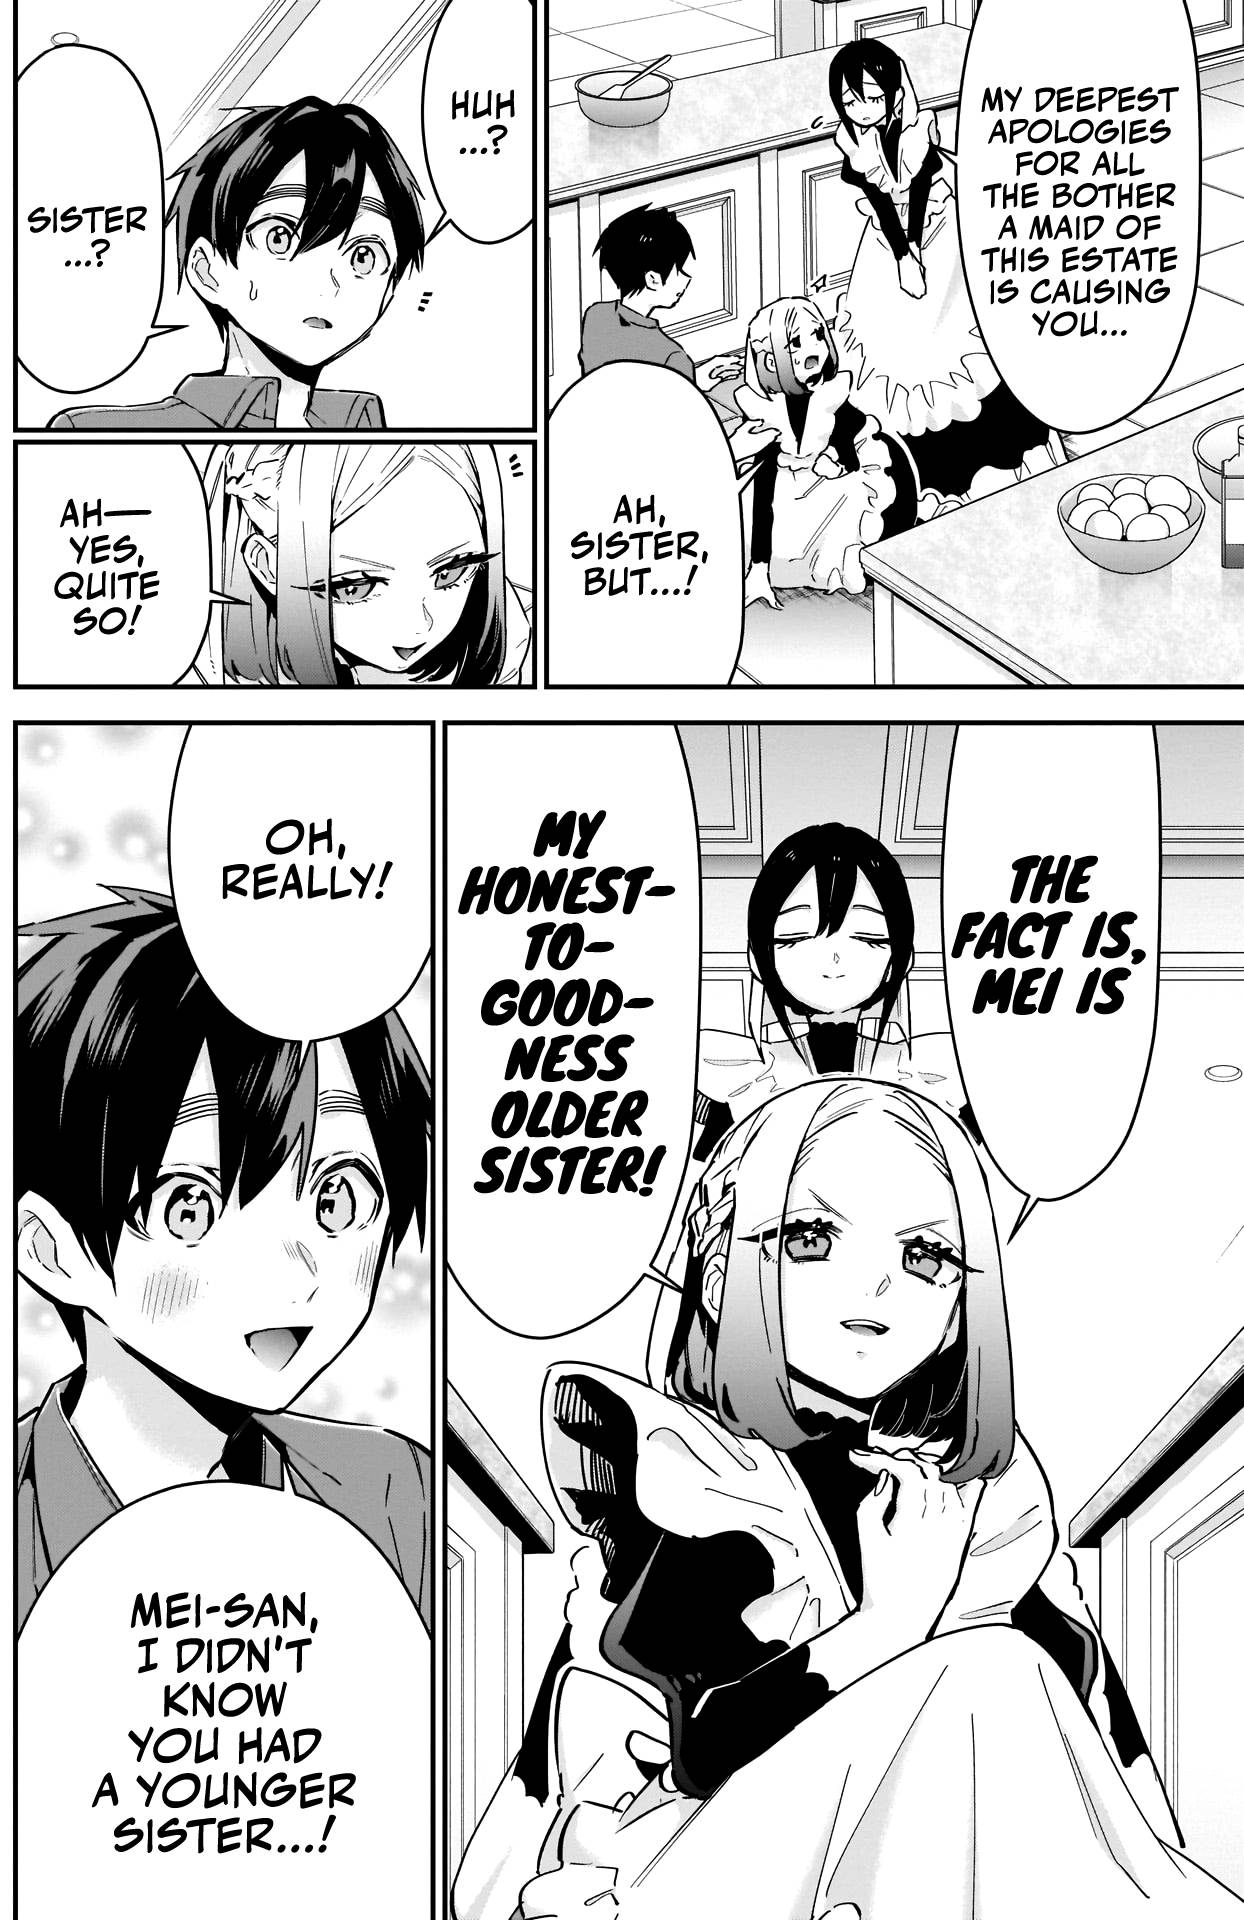 MY DEEPEST
APOLOGIES
FOR ALL
THE BOTHER
A MAID OF
THIS ESTATE
IS CAUSING
YOU...
AH,
SISTER,
BUT...!
HUH
...?
SISTER
...?
AH——
YES,
QUITE
SO!
THE
FACT IS,
MEI IS
MY
HONEST-
TO-
GOOD-
NESS
OLDER
SISTER!
OH,
REALLY!
MEI-SAN,
I DIDN'T
KNOW
YOU HAD
A YOUNGER
SISTER...!